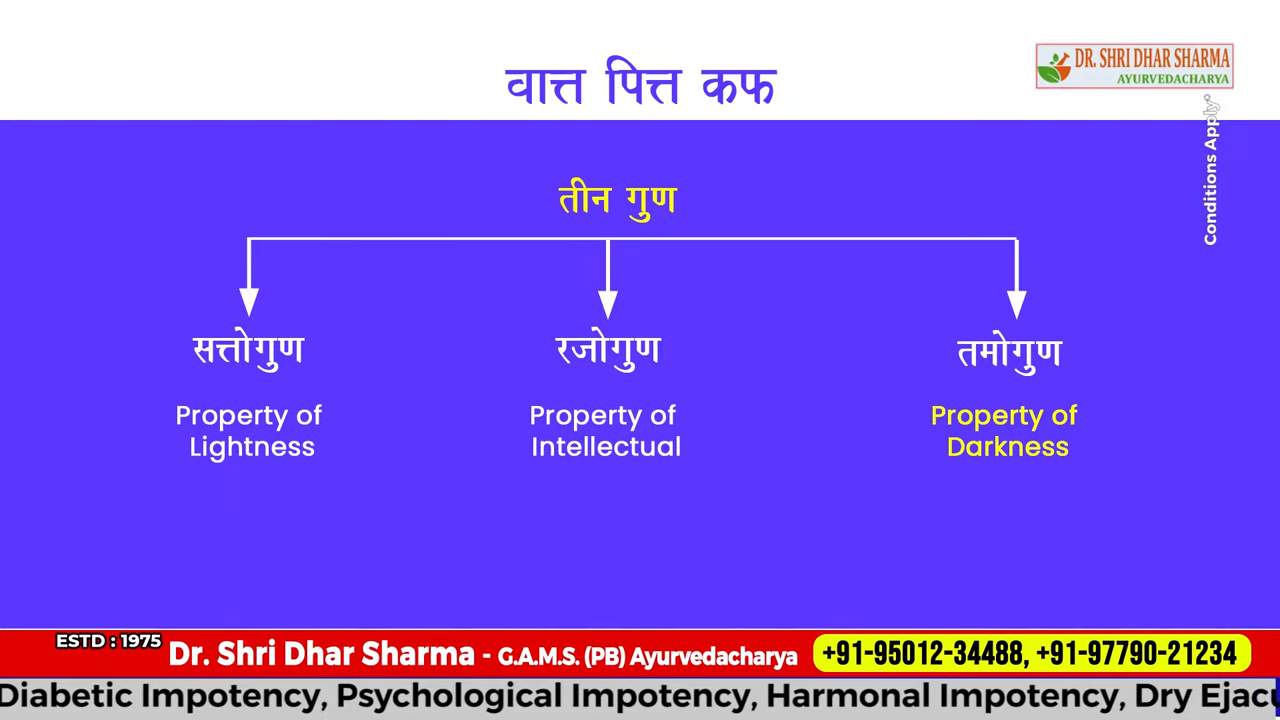 वात्त पित्त कफ
DR. SHRI DHAR SHARMA
AYURVEDACHARYA
Conditions Apply°
तीन गुण
सत्तोगुण
रजोगुण
तमोगुण
Property of
Lightness
Property of
Intellectual
Property of
Darkness
ESTD : 1975
Dr. Shri Dhar Sharma - G.A.M.S. (PB) Ayurvedacharya
+91-95012-34488, +91-97790-21234
Diabetic Impotency, Psychological Impotency, Harmonal Impotency, Dry